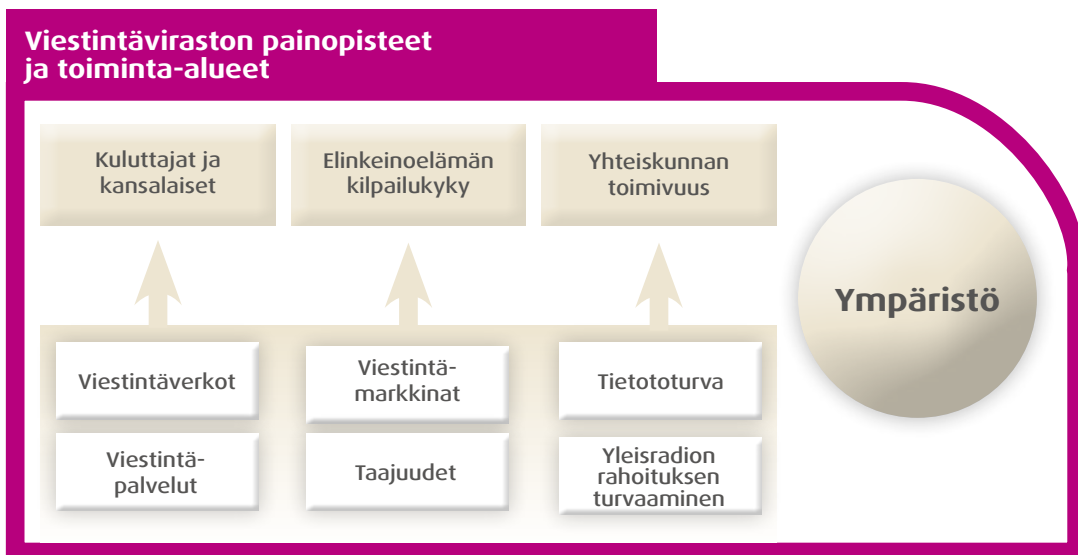 Viestintäviraston painopisteet
ja toiminta-alueet
Kuluttajat ja
kansalaiset
Elinkeinoelämän
kilpailukyky
Yhteiskunnan
toimivuus
Ympäristö
Viestintäverkot
Viestintä-
markkinat
Tietototurva
Viestintä-
palvelut
Taajuudet
Yleisradion
rahoituksen
turvaaminen